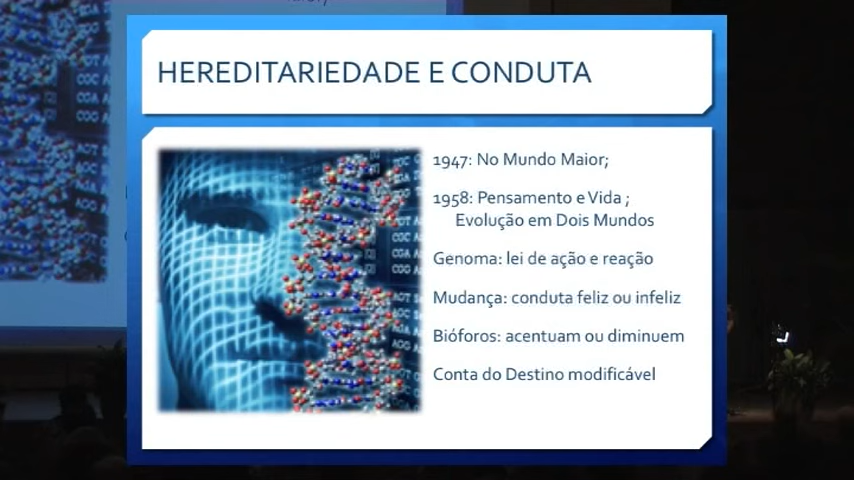 HEREDITARIEDADE E CONDUTA
1947: No Mundo Maior;
1958: Pensamento e Vida ;
Evolução em Dois Mundos
Genoma: lei de ação e reação
Mudança: conduta feliz ou infeliz
Bióforos: acentuam ou diminuem
Conta do Destino modificável